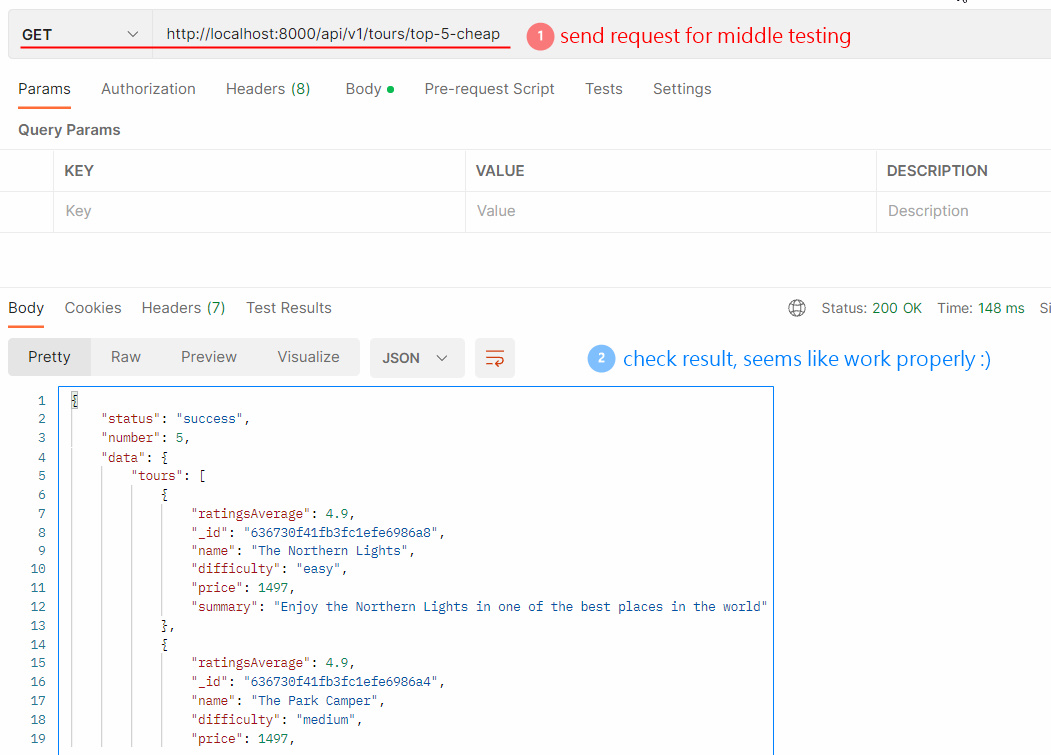 GET http://localhost:8000/api/v1/tours/top-5-cheap 1 send request for middle testing
Params Authorization Headers (8) Body Pre-request Script Tests Settings
Query Params
KEY VALUE DESCRIPTION
Key Value Description
Body Cookies Headers (7) Test Results Status: 200 OK Time: 148 ms Si
Pretty Raw Preview Visualize JSON 2 check result, seems like work properly :)
1 {
2 "status": "success",
3 "number": 5,
4 "data": {
5 "tours": [
6 {
7 "ratingsAverage": 4.9,
8 "_id": "636730f41fb3fc1efe6986a8",
9 "name": "The Northern Lights",
10 "difficulty": "easy",
11 "price": 1497,
12 "summary": "Enjoy the Northern Lights in one of the best places in the world"
13 },
14 {
15 "ratingsAverage": 4.9,
16 "_id": "636730f41fb3fc1efe6986a4",
17 "name": "The Park Camper",
18 "difficulty": "medium",
19 "price": 1497,